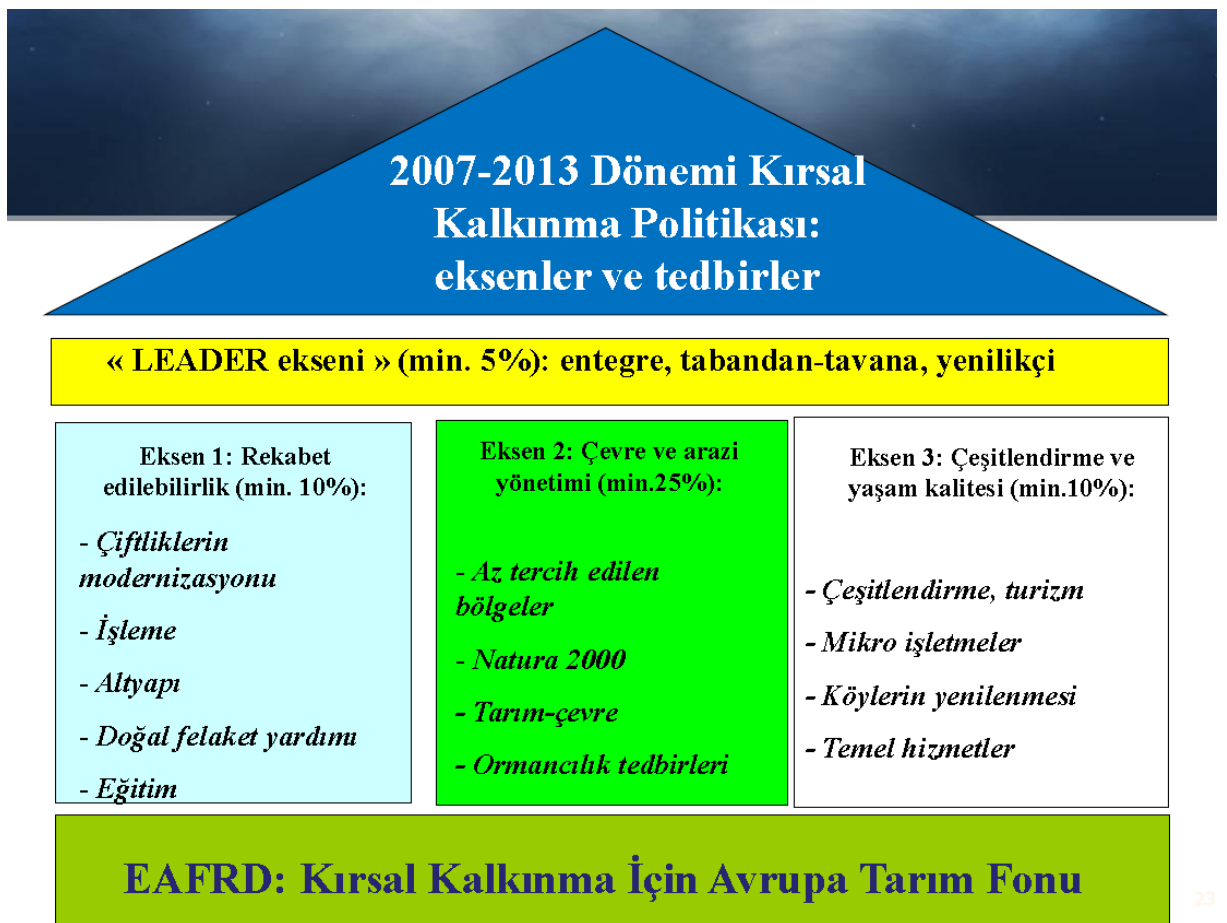 2007-2013 Dönemi Kırsal
Kalkınma Politikası:
eksenler ve tedbirler
« LEADER ekseni » (min. 5%): entegre, tabandan-tavana, yenilikçi
Eksen 1: Rekabet
edilebilirlik (min. 10%):
- Çiftliklerin
modernizasyonu
- İşleme
- Altyapı
- Doğal felaket yardımı
- Eğitim
Eksen 2: Çevre ve arazi
yönetimi (min.25%):
- Az tercih edilen
bölgeler
- Natura 2000
- Tarım-çevre
- Ormancılık tedbirleri
Eksen 3: Çeşitlendirme ve
yaşam kalitesi (min.10%):
- Çeşitlendirme, turizm
- Mikro işletmeler
- Köylerin yenilenmesi
- Temel hizmetler
EAFRD: Kırsal Kalkınma İçin Avrupa Tarım Fonu
23